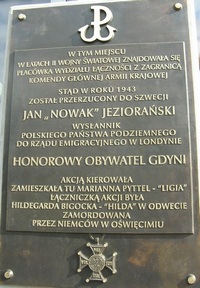 W TYM MIEJSCU
W LATACH II WOJNY ŚWIATOWEJ ZNAJDOWAŁA SIĘ
PLACÓWKA WYDZIAŁU ŁĄCZNOŚCI Z ZAGRANICĄ
KOMENDY GŁÓWNEJ ARMII KRAJOWEJ
STĄD W ROKU 1943
ZOSTAŁ PRZERZUCONY DO SZWECJI
JAN „NOWAK" JEZIORAŃSKI
WYSŁANNIK
POLSKIEGO PAŃSTWA PODZIEMNEGO
DO RZĄDU EMIGRACYJNEGO W LONDYNIE
HONOROWY OBYWATEL GDYNI
AKCJĄ KIEROWAŁA
ZAMIESZKAŁA TU MARIANNA PYTTEL - "LIGIA"
ŁĄCZNICZKĄ AKCJI BYŁA
HILDEGARDA BIGOCKA - "HILDA" W ODWECIE
ZAMORDOWANA
PRZEZ NIEMCÓW W OŚWIĘCIMIU